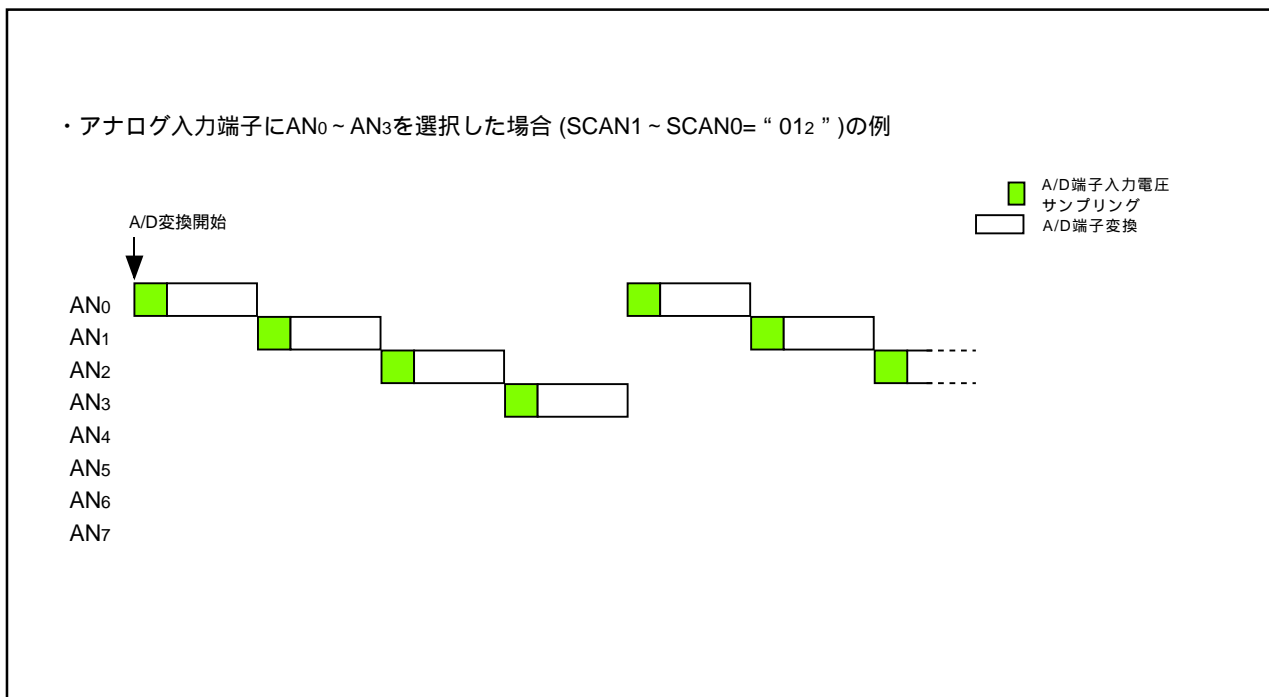 ・アナログ入力端子にAN0～AN3を選択した場合 (SCAN1～SCAN0=“012”)の例
A/D端子入力電圧
サンプリング
A/D端子変換
A/D変換開始
AN0
AN1
AN2
AN3
AN4
AN5
AN6
AN7